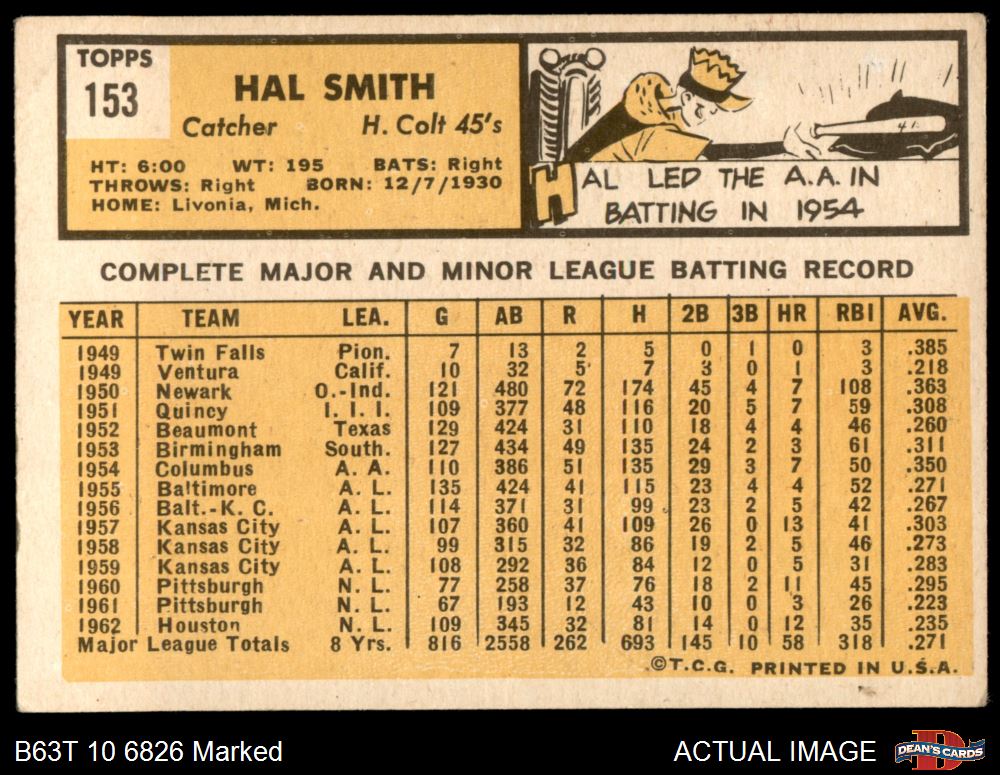 TOPPS
153
HAL SMITH
Catcher H. Colt 45's
HT: 6:00 WT: 195 BATS: Right
THROWS: Right BORN: 12/7/1930
HOME: Livonia, Mich.
41.
HAL LED THE A.A. IN
BATTING IN 1954
COMPLETE MAJOR AND MINOR LEAGUE BATTING RECORD
YEAR TEAM LEA. G AB R H 2B 3B HR RBI AVG.
1949 Twin Falls Pion. 7 13 2 5 0 1 0 3 .385
1949 Ventura Calif. 10 32 5 7 3 0 1 3 .218
1950 Newark O.-Ind. 121 480 72 174 45 4 7 108 .363
1951 Quincy I. I. I. 109 377 48 116 20 5 7 59 .308
1952 Beaumont Texas 129 424 31 110 18 4 4 46 .260
1953 Birmingham South. 127 434 49 135 24 2 3 61 .311
1954 Columbus A. A. 110 386 51 135 29 3 7 50 .350
1955 Baltimore A. L. 135 424 41 115 23 4 4 52 .271
1956 Balt.-K. C. A. L. 114 371 31 99 23 2 5 42 .267
1957 Kansas City A. L. 107 360 41 109 26 0 13 41 .303
1958 Kansas City A. L. 99 315 32 86 19 2 5 46 .273
1959 Kansas City A. L. 108 292 36 84 12 0 5 31 .283
1960 Pittsburgh N. L. 77 258 37 76 18 2 11 45 .295
1961 Pittsburgh N. L. 67 193 12 43 10 0 3 26 .223
1962 Houston N. L. 109 345 32 81 14 0 12 35 .235
Major League Totals 8 Yrs. 816 2558 262 693 145 10 58 318 .271
©T.C.G. PRINTED IN U.S.A.
B63T 10 6826 Marked ACTUAL IMAGE DEAN'S CARDS